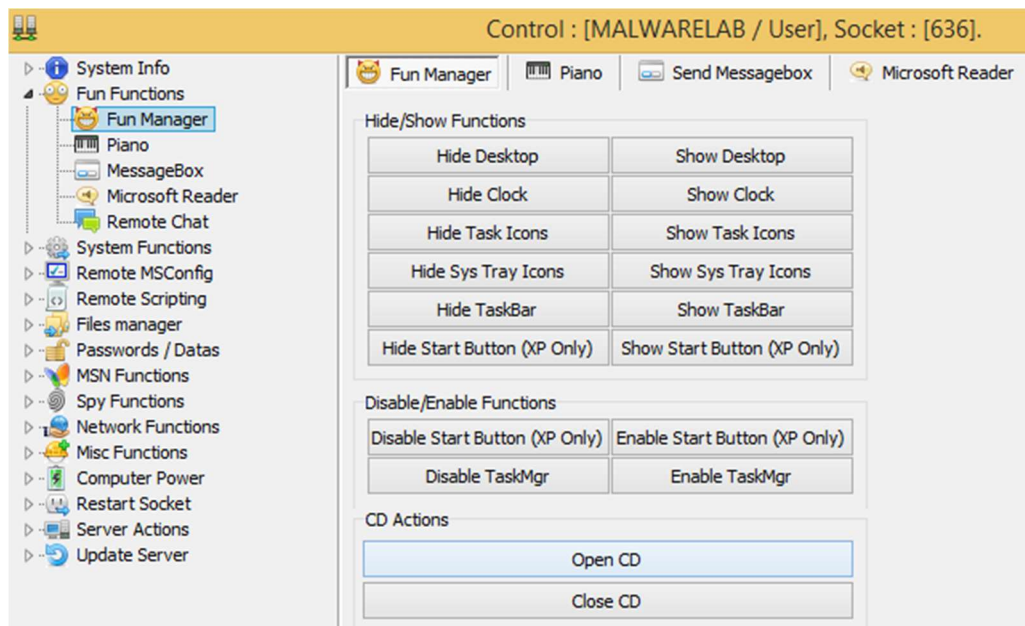 Control : [MALWARELAB / User], Socket : [636].
System Info
Fun Functions
Fun Manager
Piano
MessageBox
Microsoft Reader
Remote Chat
System Functions
Remote MSConfig
Remote Scripting
Files manager
Passwords / Datas
MSN Functions
Spy Functions
Network Functions
Misc Functions
Computer Power
Restart Socket
Server Actions
Update Server
Fun Manager Piano Send Messagebox Microsoft Reader
Hide/Show Functions
Hide Desktop Show Desktop
Hide Clock Show Clock
Hide Task Icons Show Task Icons
Hide Sys Tray Icons Show Sys Tray Icons
Hide TaskBar Show TaskBar
Hide Start Button (XP Only) Show Start Button (XP Only)
Disable/Enable Functions
Disable Start Button (XP Only) Enable Start Button (XP Only)
Disable TaskMgr Enable TaskMgr
CD Actions
Open CD
Close CD